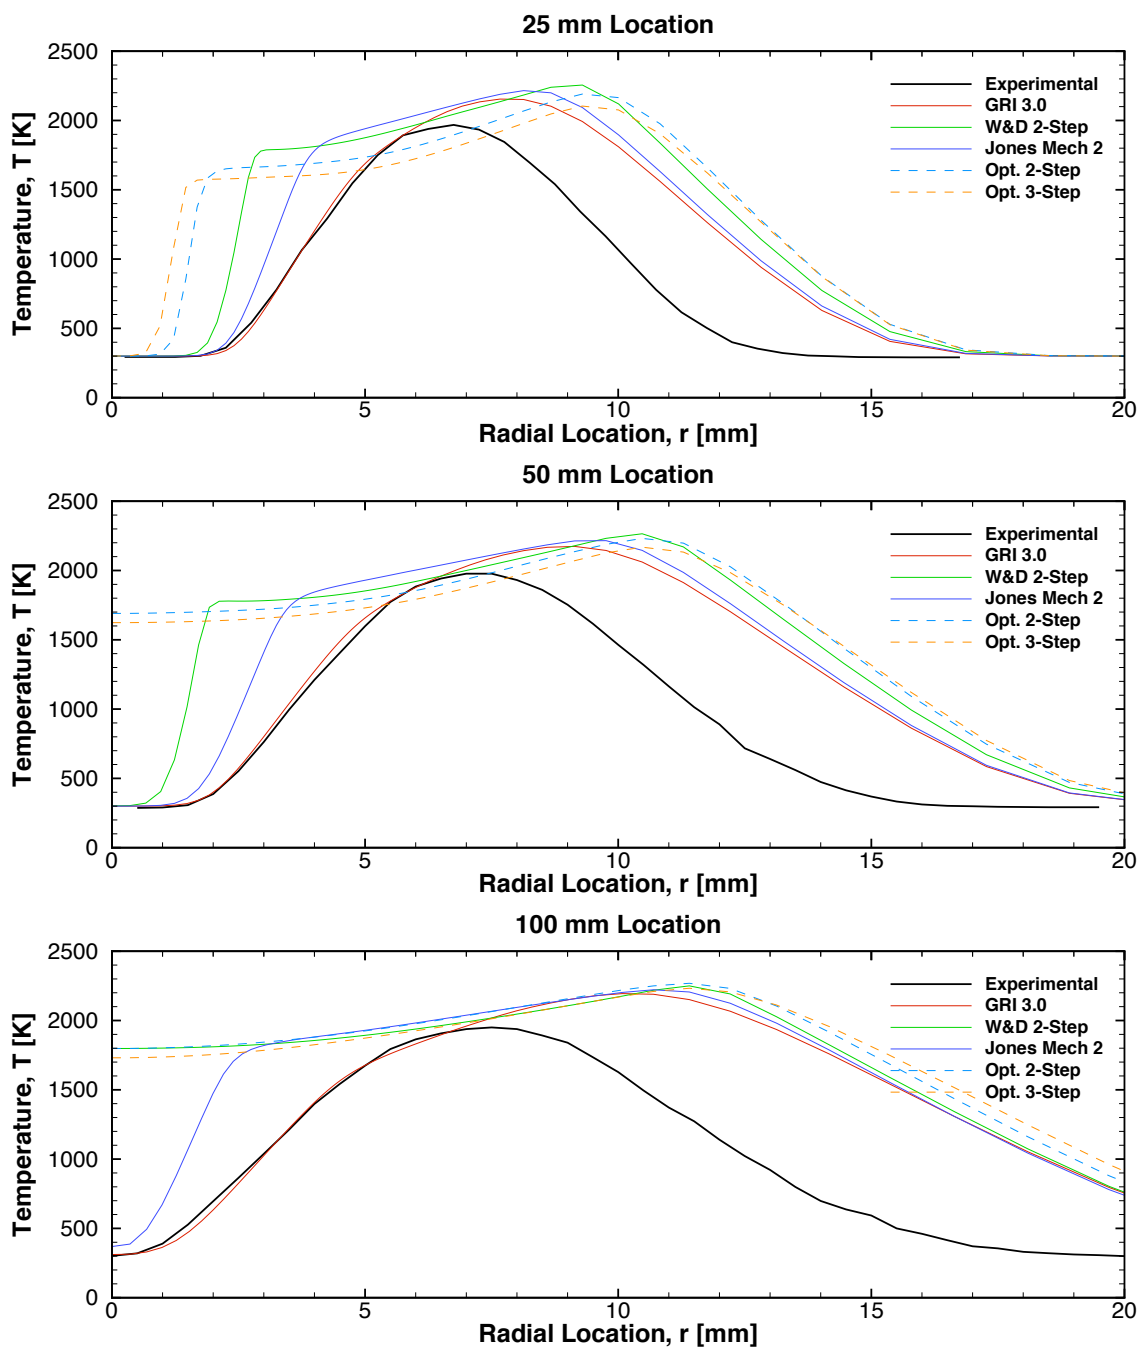 25 mm Location
2500
2000
1500
1000
500
0
Temperature, T [K]
Experimental
GRI 3.0
W&D 2-Step
Jones Mech 2
Opt. 2-Step
Opt. 3-Step
0 5 10 15 20
Radial Location, r [mm]
50 mm Location
2500
2000
1500
1000
500
0
Temperature, T [K]
Experimental
GRI 3.0
W&D 2-Step
Jones Mech 2
Opt. 2-Step
Opt. 3-Step
0 5 10 15 20
Radial Location, r [mm]
100 mm Location
2500
2000
1500
1000
500
0
Temperature, T [K]
Experimental
GRI 3.0
W&D 2-Step
Jones Mech 2
Opt. 2-Step
Opt. 3-Step
0 5 10 15 20
Radial Location, r [mm]